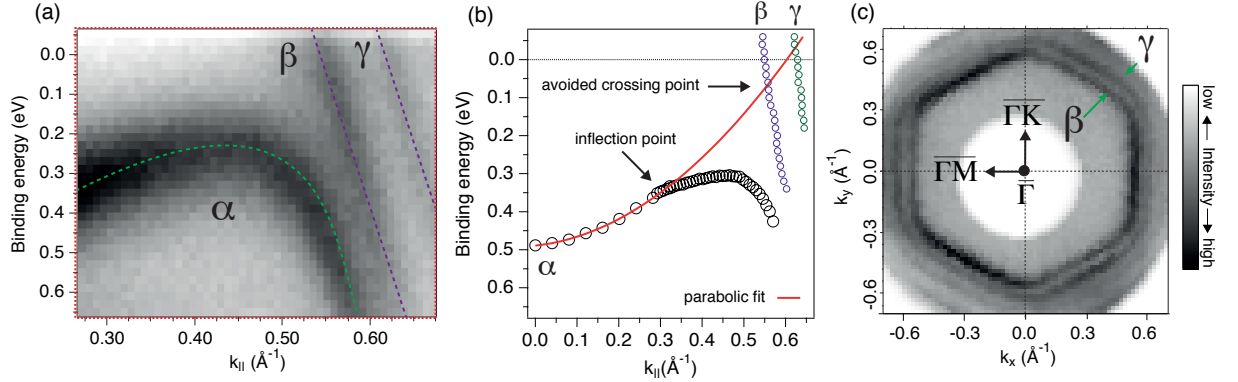 (a)
β
γ
α
0.0
0.1
0.2
0.3
0.4
0.5
0.6
Binding energy (eV)
0.30
0.40
0.50
0.60
k|| (Å-1)
(b)
β
γ
avoided crossing point
inflection point
α
parabolic fit
0.0
0.1
0.2
0.3
0.4
0.5
0.6
Binding energy (eV)
0.0
0.1
0.2
0.3
0.4
0.5
0.6
k||(Å-1)
(c)
γ
β
Γ̅K̅
Γ̅M̅
Γ̅
0.6
0.3
0.0
-0.3
-0.6
ky (Å-1)
-0.6
-0.3
0.0
0.3
0.6
kx (Å-1)
low ← Intensity → high